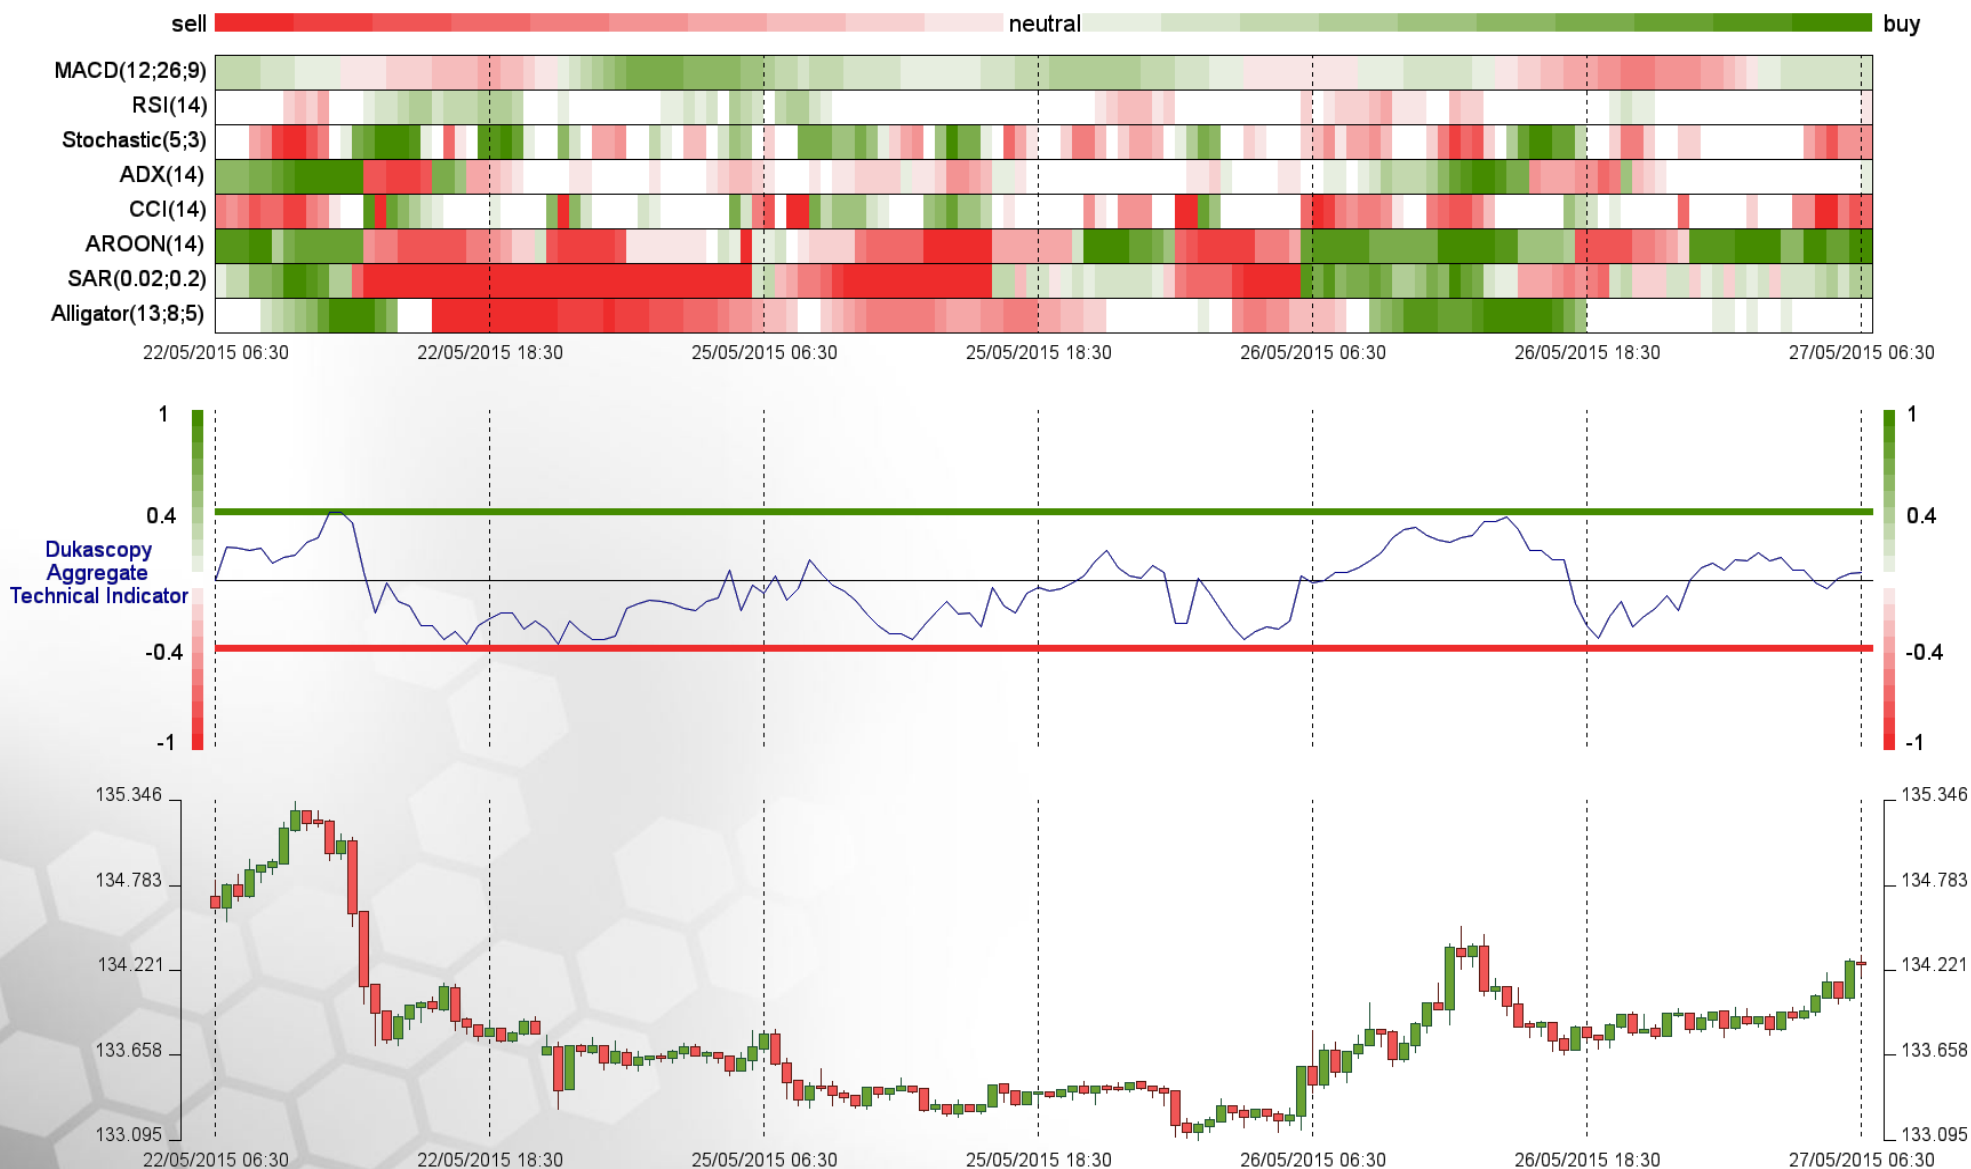 sell neutral buy
MACD(12;26;9)
RSI(14)
Stochastic(5;3)
ADX(14)
CCI(14)
AROON(14)
SAR(0.02;0.2)
Alligator(13;8;5)
22/05/2015 06:30 22/05/2015 18:30 25/05/2015 06:30 25/05/2015 18:30 26/05/2015 06:30 26/05/2015 18:30 27/05/2015 06:30
1 1
0.4 0.4
Dukascopy
Aggregate
Technical Indicator
-0.4 -0.4
-1 -1
135.346 135.346
134.783 134.783
134.221 134.221
133.658 133.658
133.095 133.095
22/05/2015 06:30 22/05/2015 18:30 25/05/2015 06:30 25/05/2015 18:30 26/05/2015 06:30 26/05/2015 18:30 27/05/2015 06:30